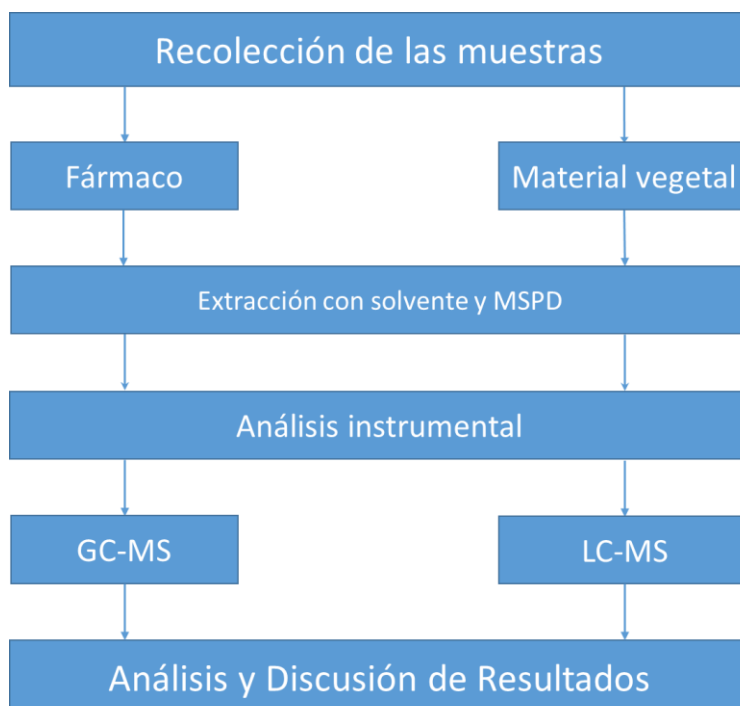 Recolección de las muestras
Fármaco
Material vegetal
Extracción con solvente y MSPD
Análisis instrumental
GC-MS
LC-MS
Análisis y Discusión de Resultados